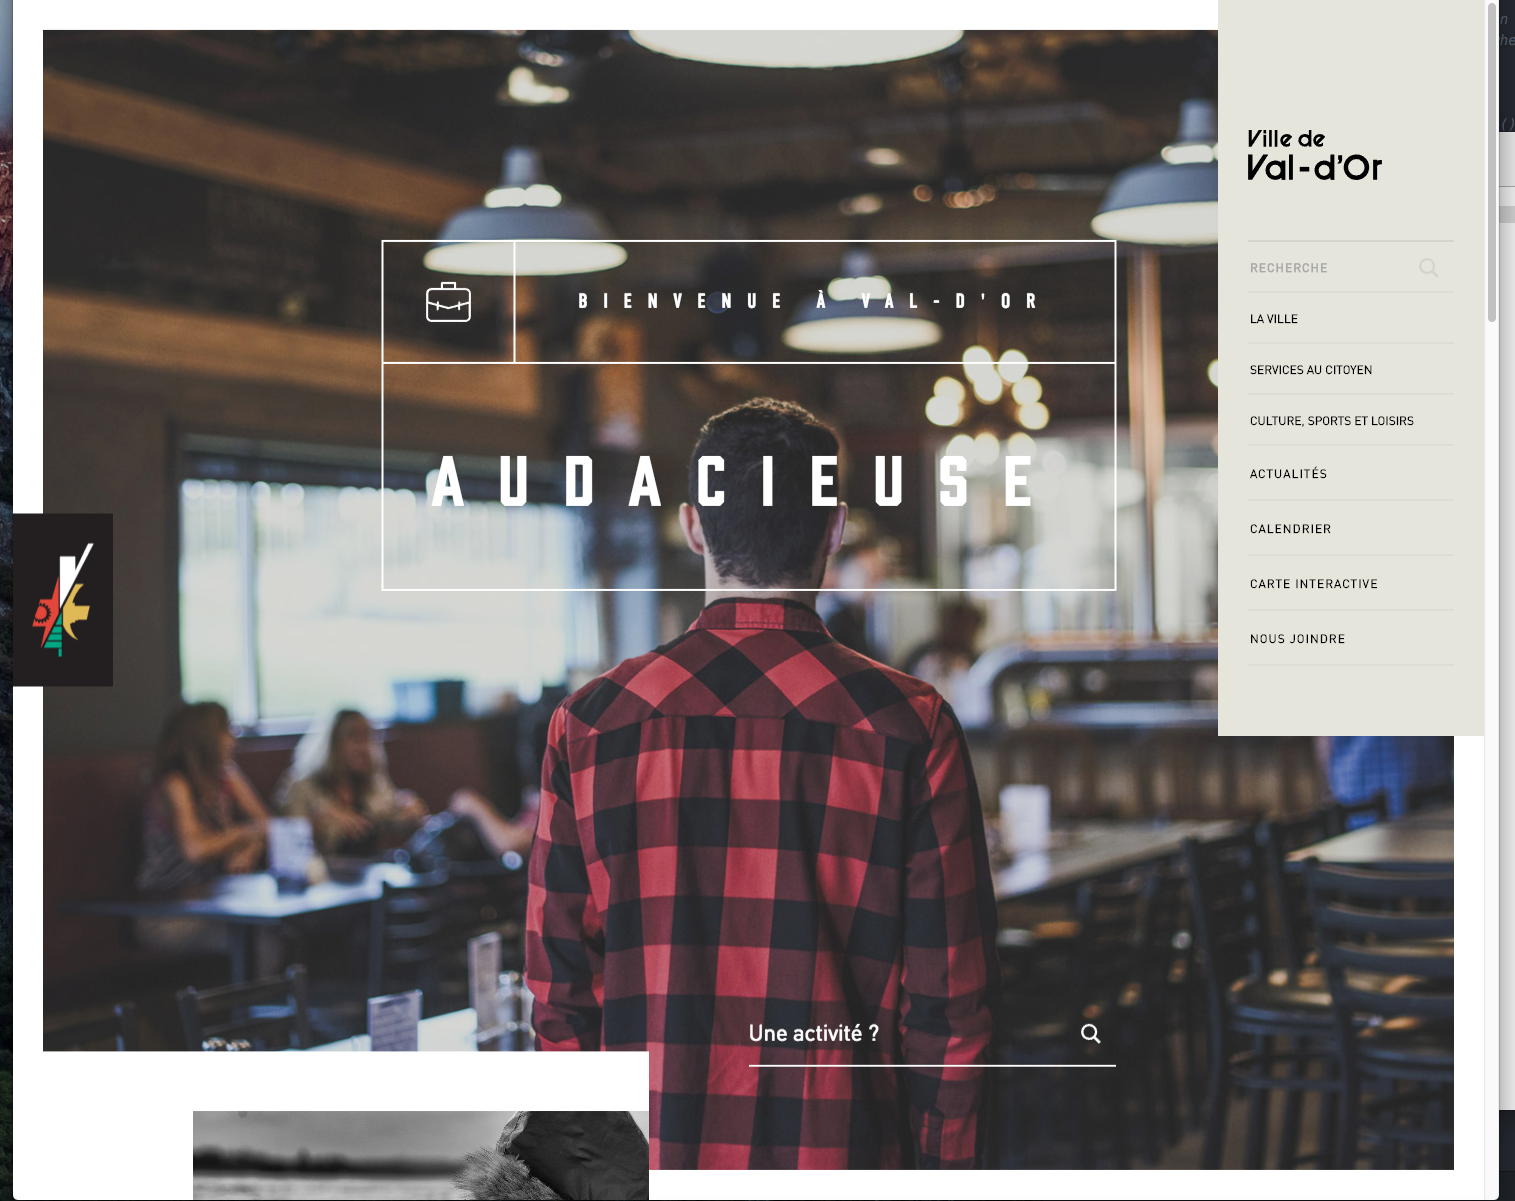 Ville de
Val-d'Or
RECHERCHE
LA VILLE
SERVICES AU CITOYEN
CULTURE, SPORTS ET LOISIRS
ACTUALITÉS
CALENDRIER
CARTE INTERACTIVE
NOUS JOINDRE
BIENVENUE À VAL-D'OR
AUDACIEUSE
Une activité ?
n
he
()